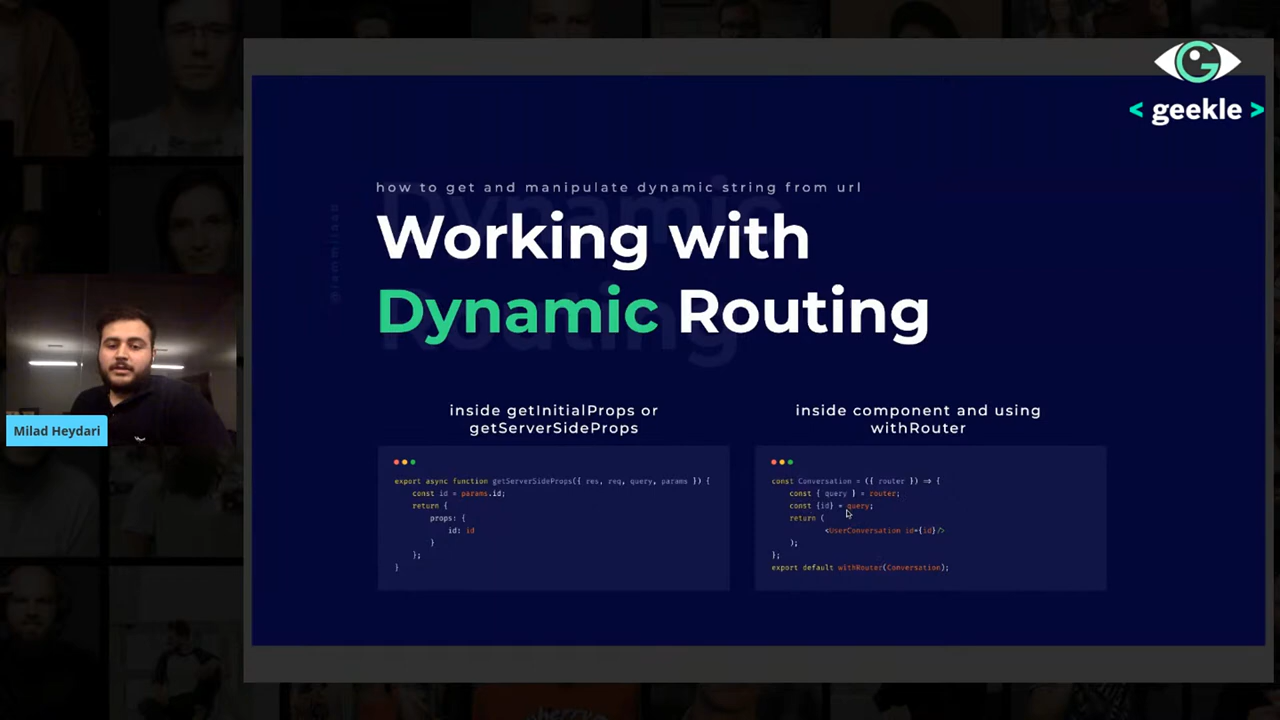 < geekle >
how to get and manipulate dynamic string from url
Working with
Dynamic Routing
Milad Heydari
inside getInitialProps or
getServerSideProps
export async function getServerSideProps({ res, req, query, params }) {
const id = params.id;
return {
props: {
id: id
}
};
}
inside component and using
withRouter
const Conversation = ({ router }) => {
const { query } = router;
const {id} = query;
return (
<UserConversation id={id}/>
);
};
export default withRouter(Conversation);